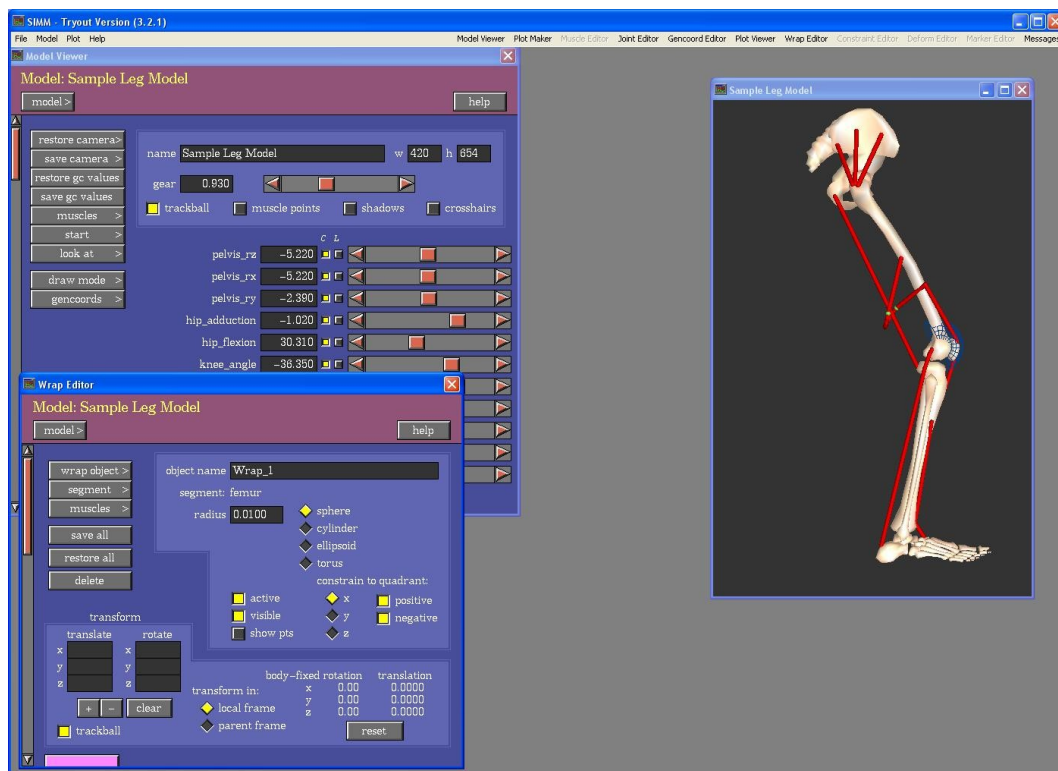 SIMM - Tryout Version (3.2.1)
File Model Plot Help Model Viewer Plot Maker Muscle Editor Joint Editor Gencoord Editor Plot Viewer Wrap Editor Constraint Editor Deform Editor Marker Editor Messages
Model Viewer
Model: Sample Leg Model
model >
help
restore camera>
save camera >
restore gc values
save gc values
muscles >
start >
look at >
draw mode >
gencoords >
name Sample Leg Model w 420 h 654
gear 0.930
trackball muscle points shadows crosshairs
C L
pelvis_rz -5.220
pelvis_rx -5.220
pelvis_ry -2.390
hip_adduction -1.020
hip_flexion 30.310
knee_angle -36.350
Sample Leg Model
Wrap Editor
Model: Sample Leg Model
model >
help
wrap object >
segment >
muscles >
save all
restore all
delete
object name Wrap_1
segment: femur
radius 0.0100
sphere
cylinder
ellipsoid
torus
constrain to quadrant:
active x positive
visible y negative
show pts z
transform
translate rotate
x x
y y
z z
+ - clear
trackball
transform in:
local frame
parent frame
body-fixed rotation translation
x 0.00 0.0000
y 0.00 0.0000
z 0.00 0.0000
reset